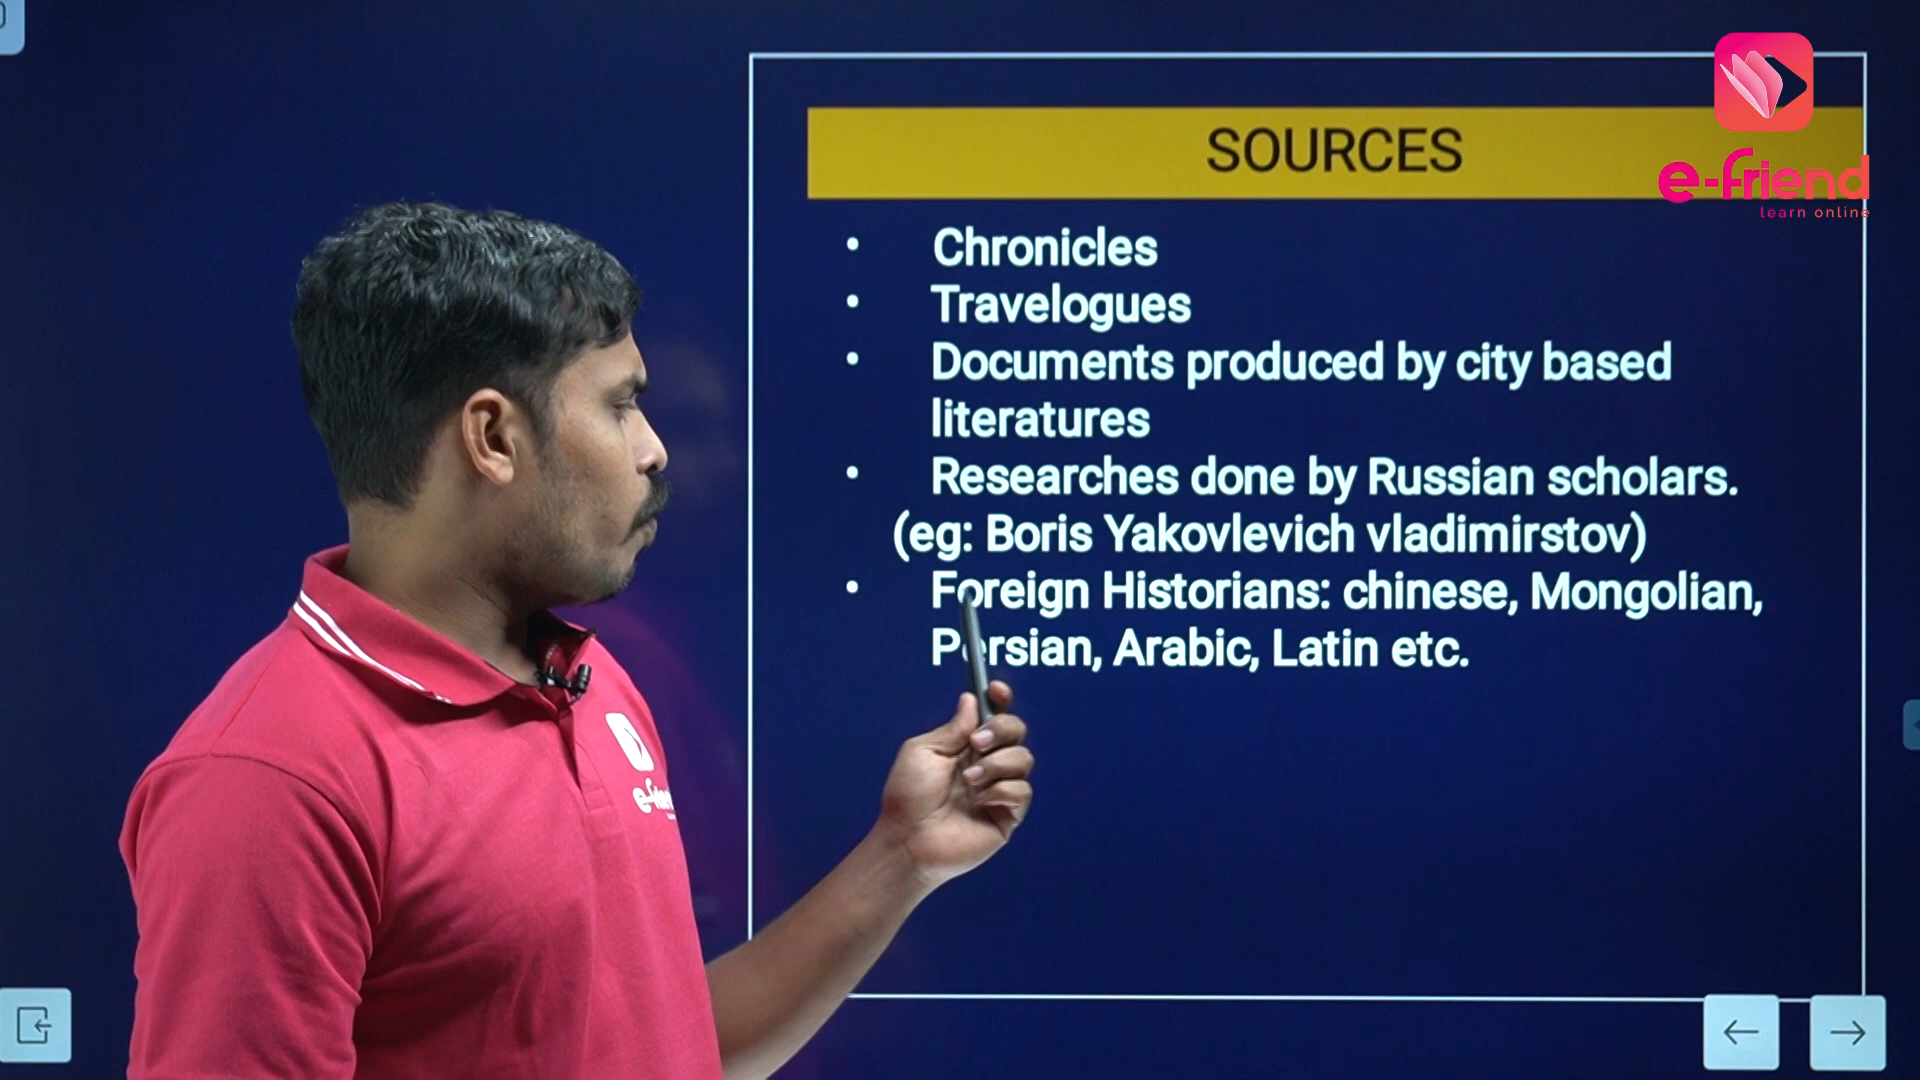 SOURCES
e-friend
learn online
• Chronicles
• Travelogues
• Documents produced by city based
literatures
• Researches done by Russian scholars.
(eg: Boris Yakovlevich vladimirstov)
• Foreign Historians: chinese, Mongolian,
Persian, Arabic, Latin etc.